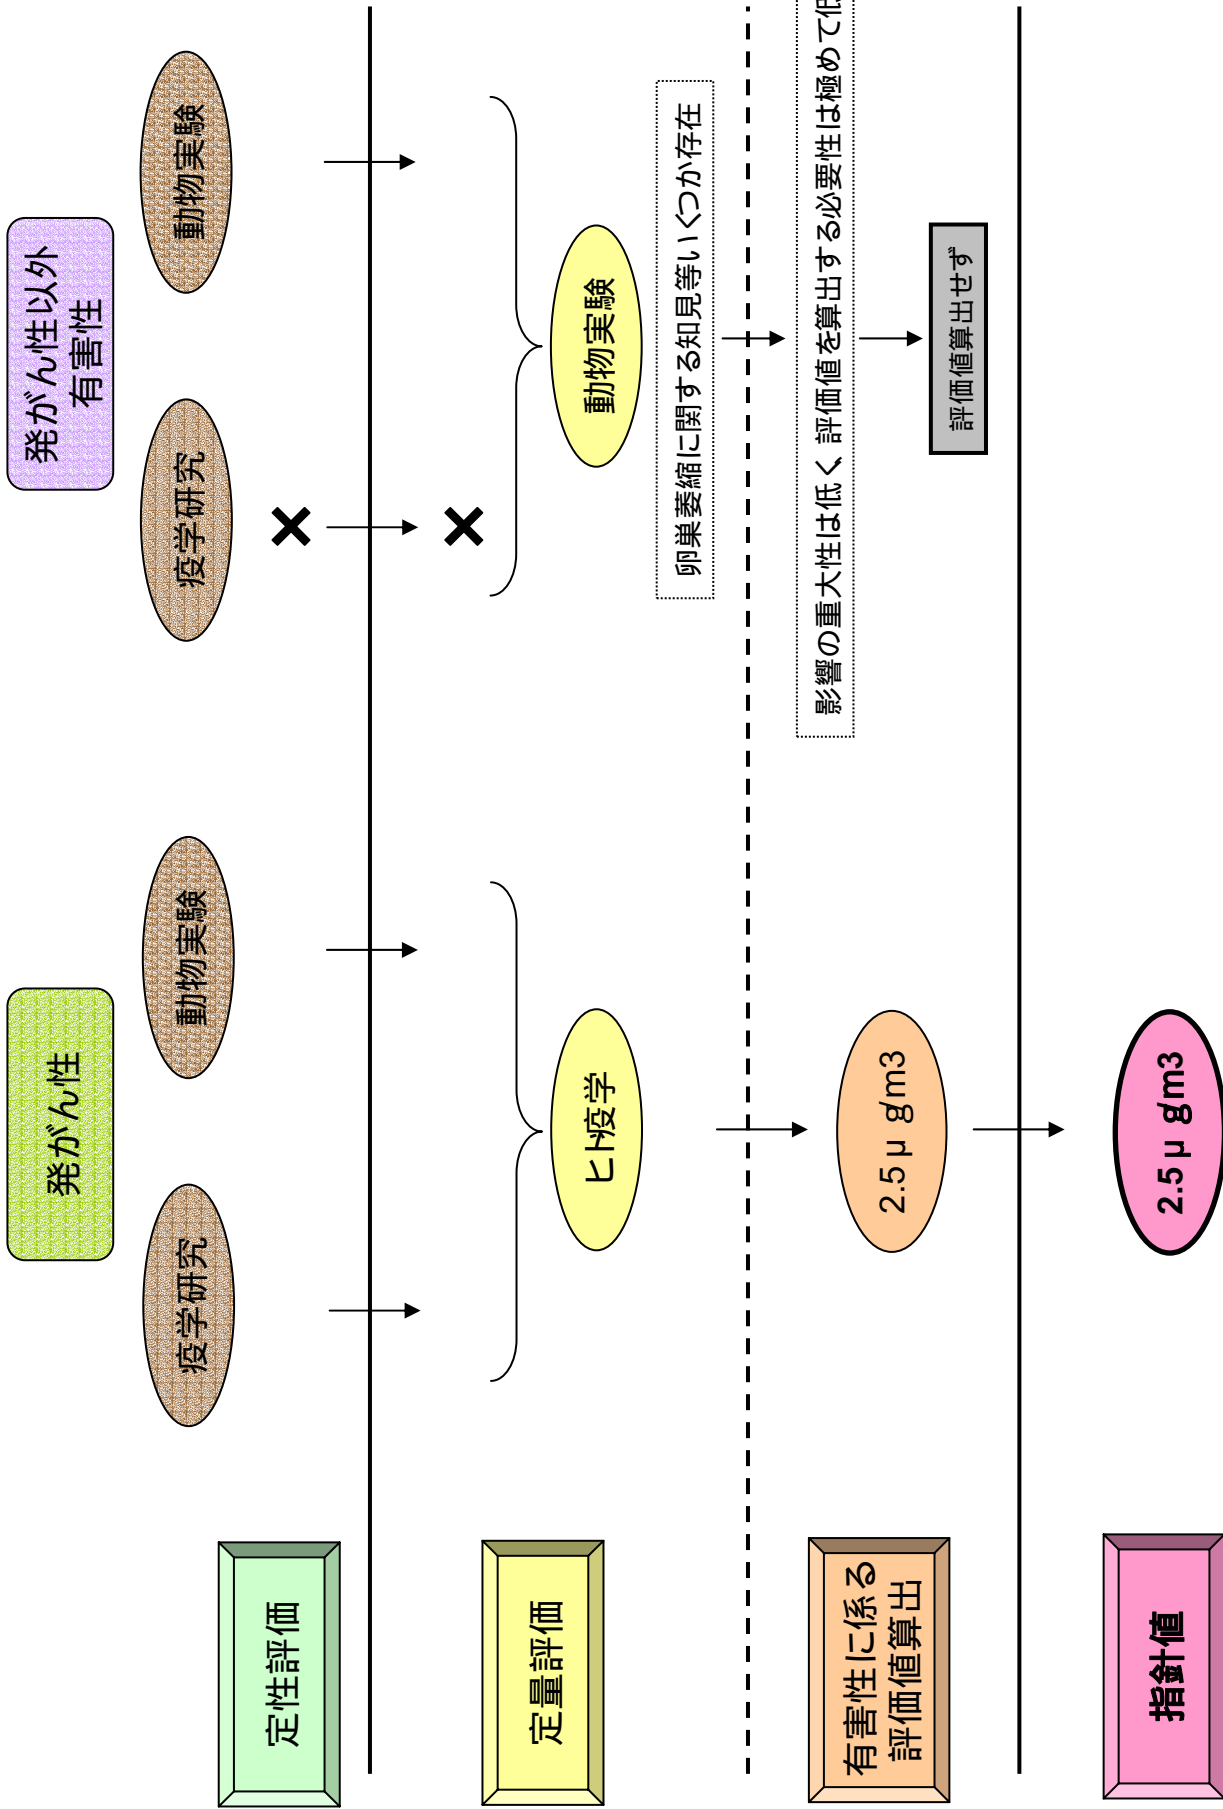 発がん性
発がん性以外
有害性
疫学研究
動物実験
疫学研究
動物実験
定性評価
×
×
定量評価
ヒト疫学
動物実験
卵巣萎縮に関する知見等いくつか存在
影響の重大性は低く 評価値を算出する必要性は極めて低
有害性に係る
評価値算出
2.5 μ g/m3
評価値算出せず
指針値
2.5 μ g/m3